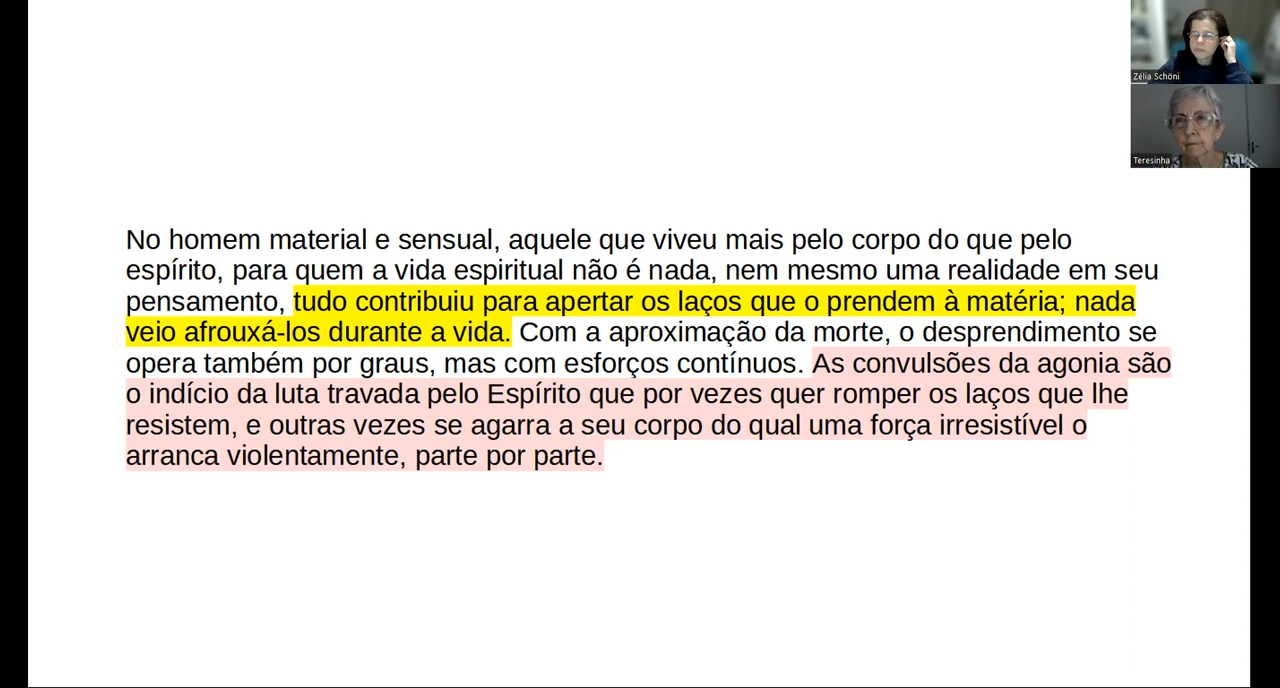 Zélia Schöni
Teresinha
No homem material e sensual, aquele que viveu mais pelo corpo do que pelo
espírito, para quem a vida espiritual não é nada, nem mesmo uma realidade em seu
pensamento, tudo contribuiu para apertar os laços que o prendem à matéria; nada
veio afrouxá-los durante a vida. Com a aproximação da morte, o desprendimento se
opera também por graus, mas com esforços contínuos. As convulsões da agonia são
o indício da luta travada pelo Espírito que por vezes quer romper os laços que lhe
resistem, e outras vezes se agarra a seu corpo do qual uma força irresistível o
arranca violentamente, parte por parte.